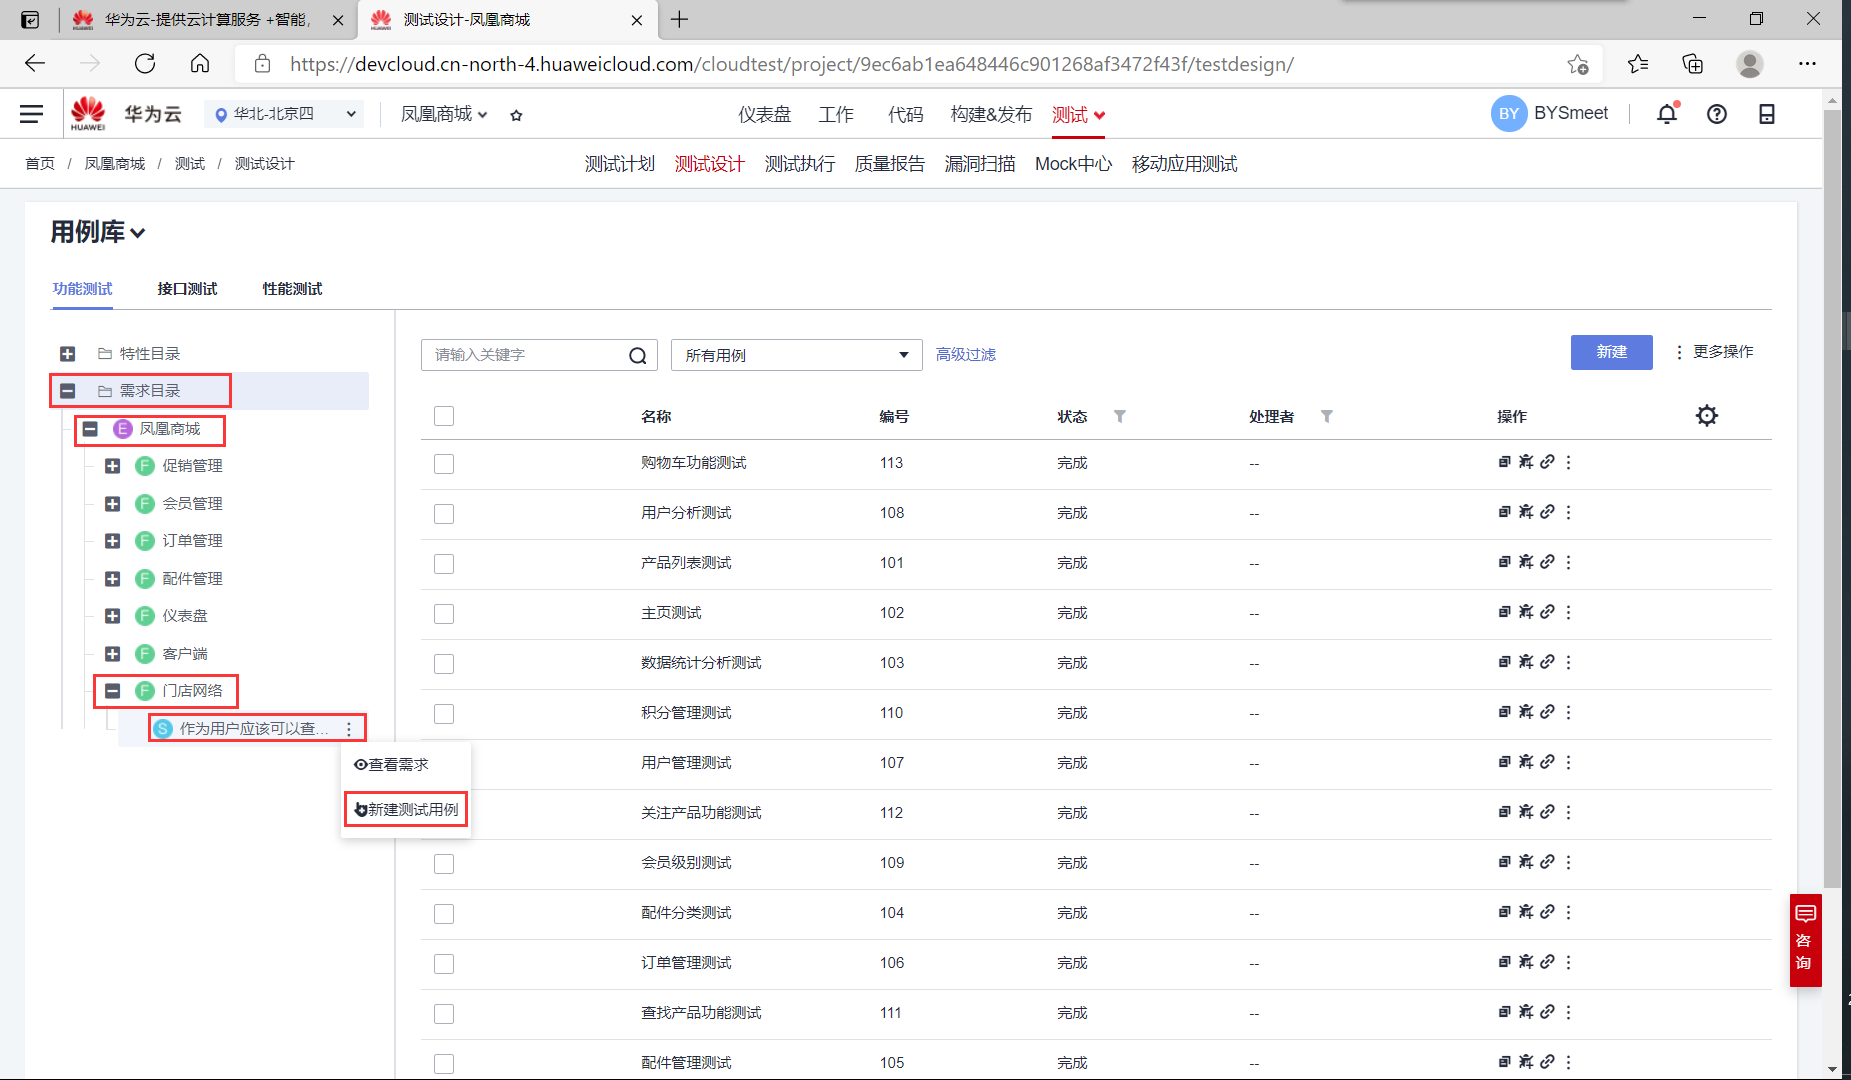 华为云-提供云计算服务 +智能,
测试设计-凤凰商城
https://devcloud.cn-north-4.huaweicloud.com/cloudtest/project/9ec6ab1ea648446c901268af3472f43f/testdesign/
HUAWEI 华为云 华北-北京四 凤凰商城 仪表盘 工作 代码 构建&发布 测试 BY BYSmeet
首页 / 凤凰商城 / 测试 / 测试设计 测试计划 测试设计 测试执行 质量报告 漏洞扫描 Mock中心 移动应用测试
用例库
功能测试 接口测试 性能测试
特性目录
需求目录
E 凤凰商城
F 促销管理
F 会员管理
F 订单管理
F 配件管理
F 仪表盘
F 客户端
F 门店网络
S 作为用户应该可以查...
查看需求
新建测试用例
请输入关键字 所有用例 高级过滤 新建 更多操作
名称 编号 状态 处理者 操作
购物车功能测试 113 完成 --
用户分析测试 108 完成 --
产品列表测试 101 完成 --
主页测试 102 完成 --
数据统计分析测试 103 完成 --
积分管理测试 110 完成 --
用户管理测试 107 完成 --
关注产品功能测试 112 完成 --
会员级别测试 109 完成 --
配件分类测试 104 完成 --
订单管理测试 106 完成 --
查找产品功能测试 111 完成 --
配件管理测试 105 完成 --
咨
询